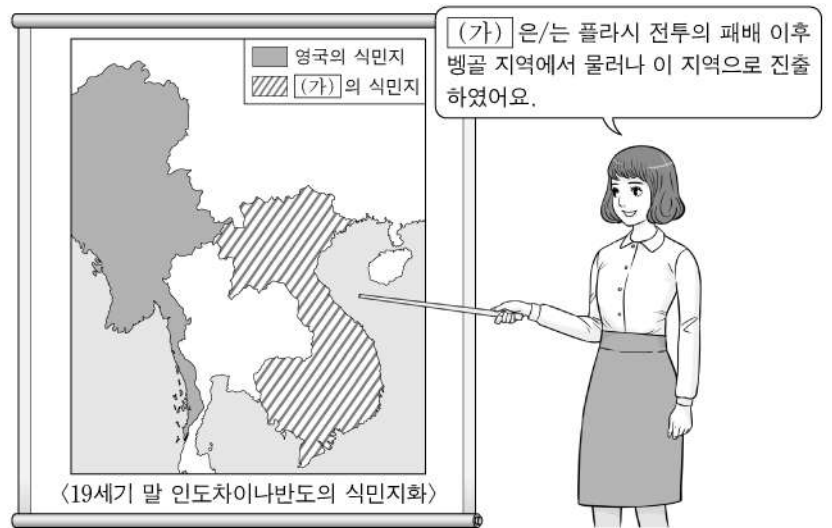 영국의 식민지
(가)의 식민지
(가)은/는 플라시 전투의 패배 이후
벵골 지역에서 물러나 이 지역으로 진출
하였어요.
〈19세기 말 인도차이나반도의 식민지화〉